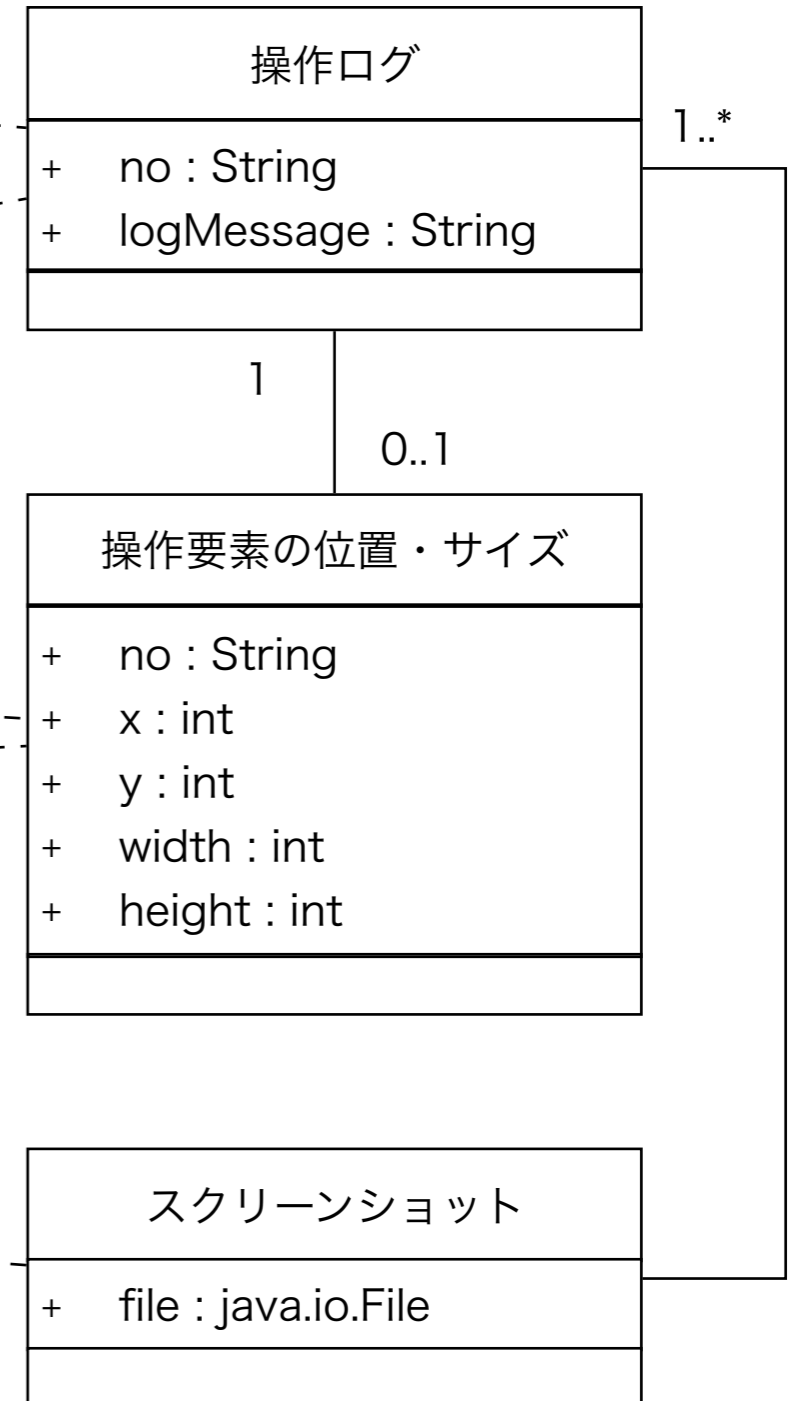 操作ログ
1..*
+ no : String
+ logMessage : String
1
0..1
操作要素の位置・サイズ
+ no : String
+ x : int
+ y : int
+ width : int
+ height : int
スクリーンショット
+ file : java.io.File